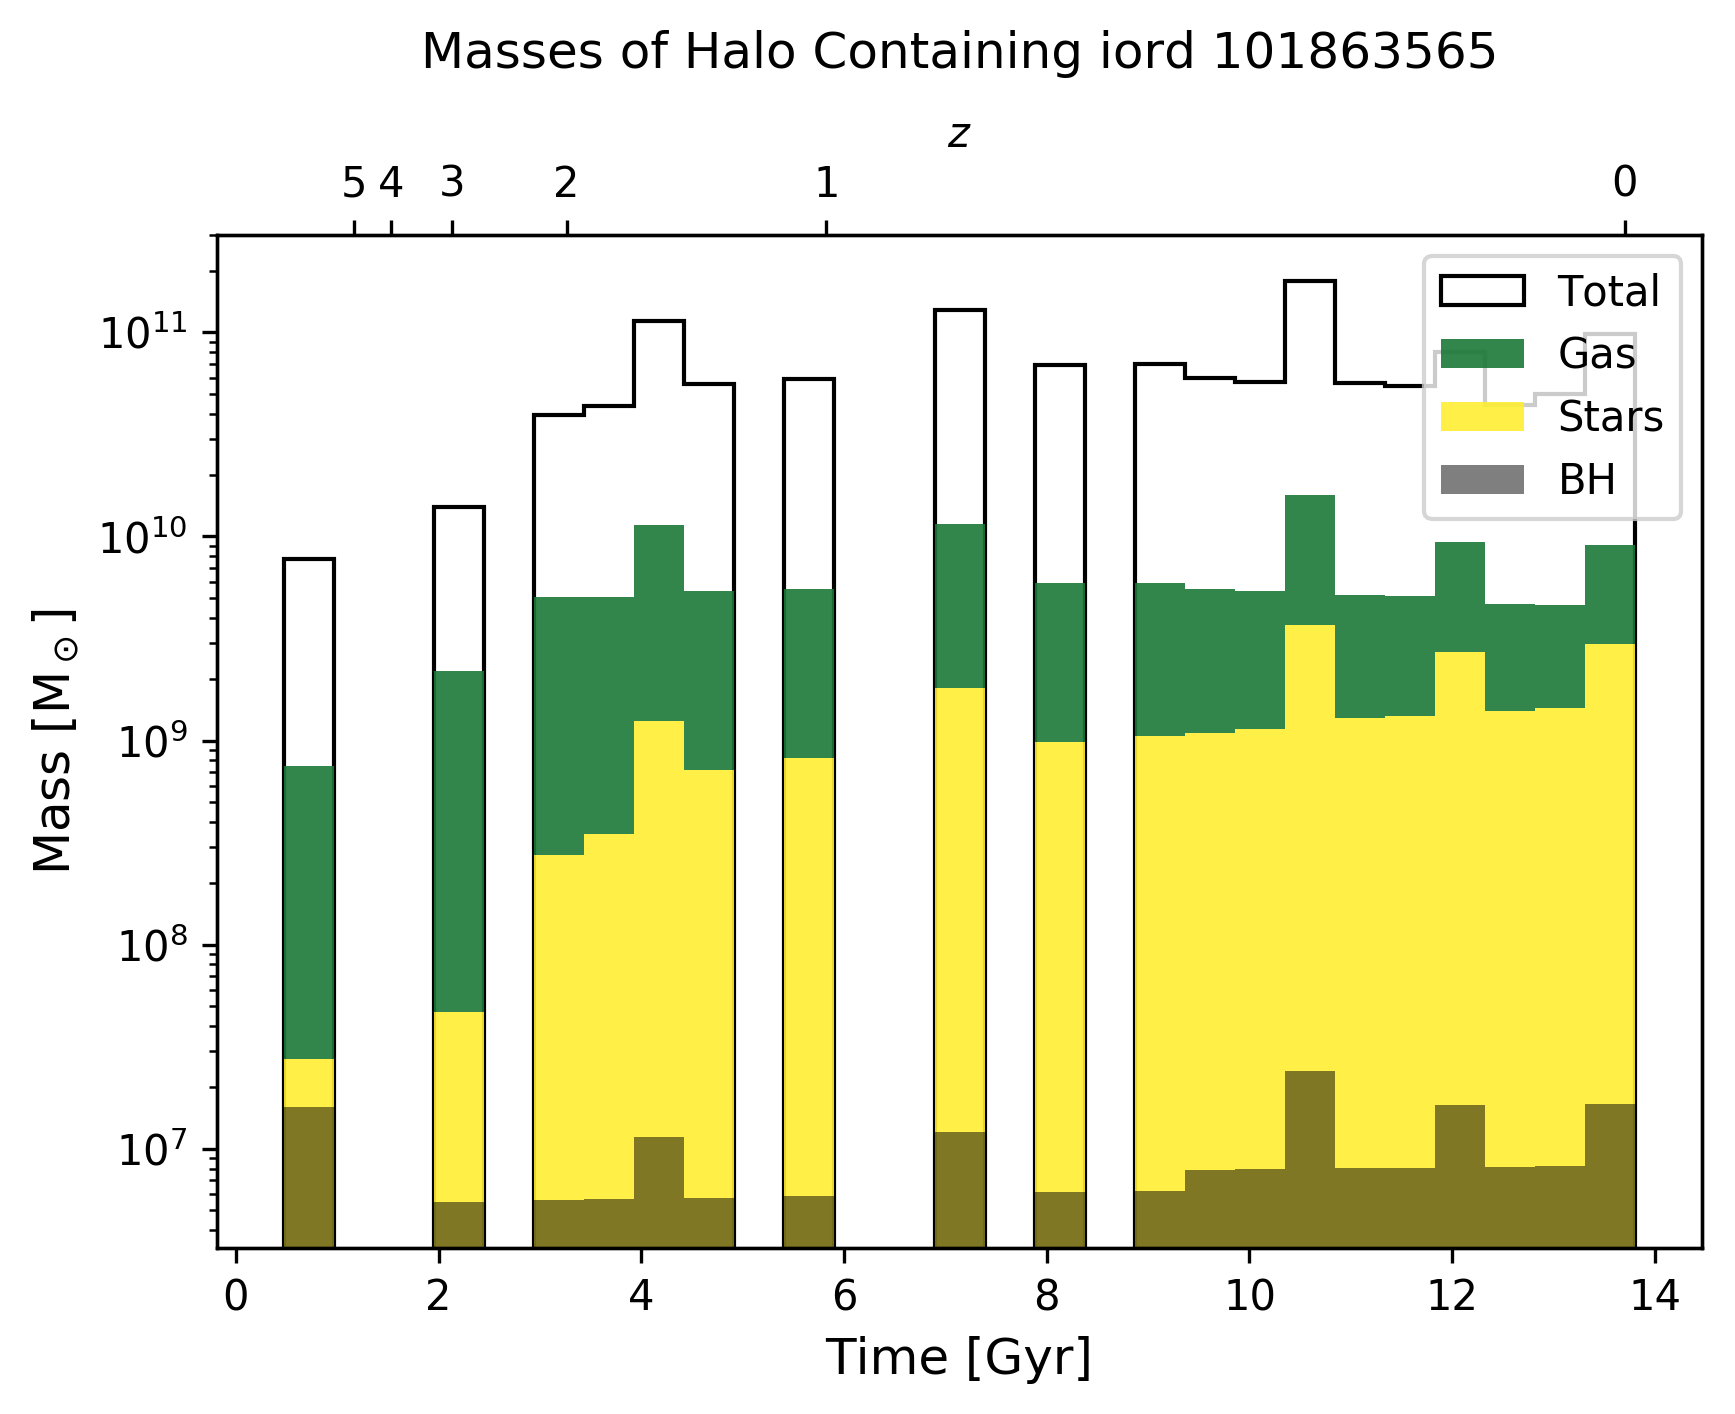 Masses of Halo Containing iord 101863565
z
5 4 3 2 1 0
Total
Gas
Stars
BH
10¹¹
10¹⁰
10⁹
10⁸
10⁷
Mass [M⊙]
0 2 4 6 8 10 12 14
Time [Gyr]